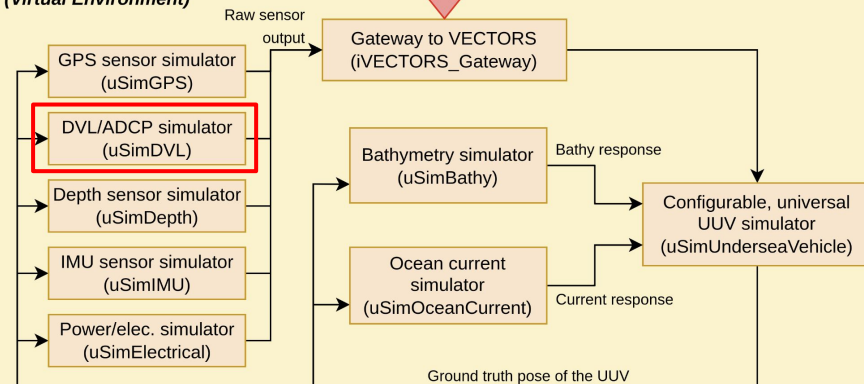 (Virtual Environment)
Raw sensor
output
GPS sensor simulator
(uSimGPS)
DVL/ADCP simulator
(uSimDVL)
Depth sensor simulator
(uSimDepth)
IMU sensor simulator
(uSimIMU)
Power/elec. simulator
(uSimElectrical)
Gateway to VECTORS
(iVECTORS_Gateway)
Bathymetry simulator
(uSimBathy)
Bathy response
Ocean current
simulator
(uSimOceanCurrent)
Current response
Configurable, universal
UUV simulator
(uSimUnderseaVehicle)
Ground truth pose of the UUV